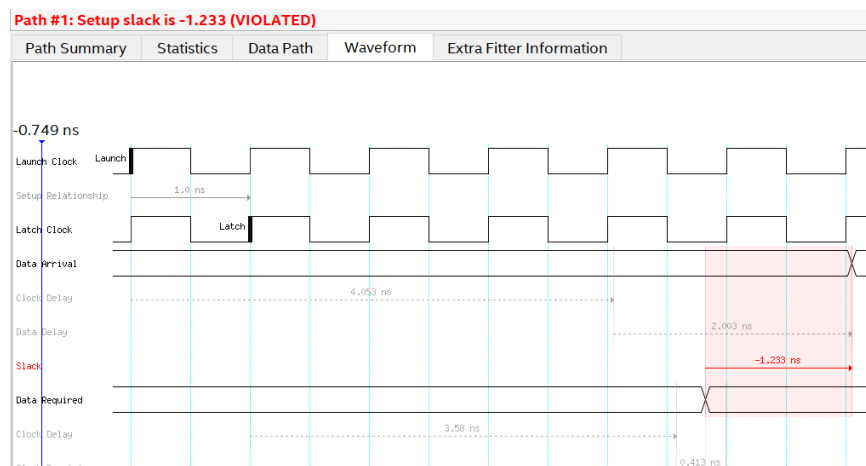 Path #1: Setup slack is -1.233 (VIOLATED)
Path Summary Statistics Data Path Waveform Extra Fitter Information
-0.749 ns
Launch Clock Launch
Setup Relationship 1.0 ns
Latch Clock Latch
Data Arrival
Clock Delay 4.053 ns
Data Delay 2.003 ns
Slack -1.233 ns
Data Required
Clock Delay 3.58 ns
0.413 ns